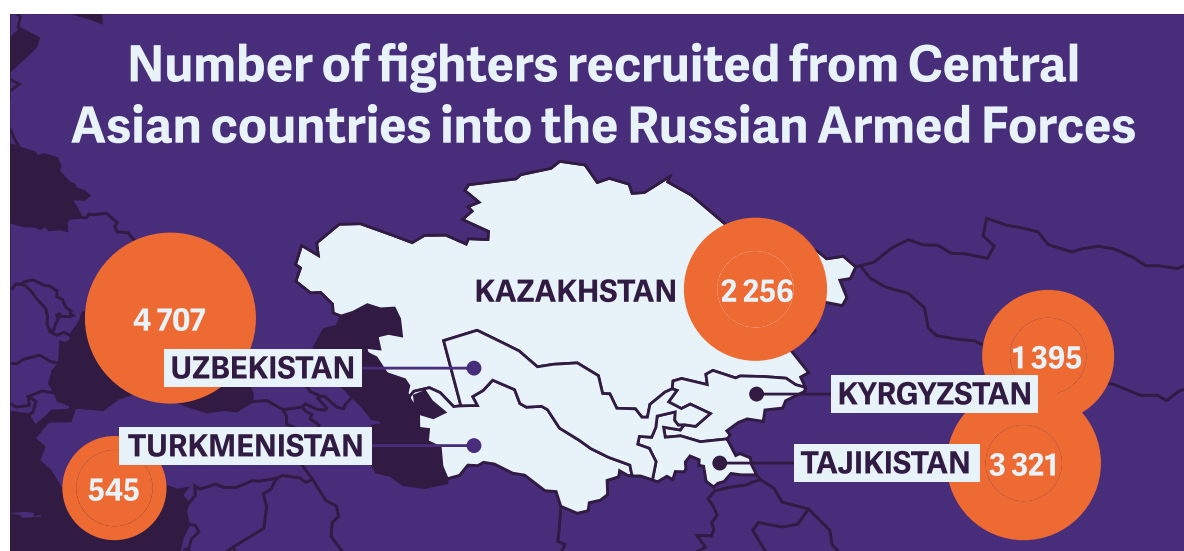 Number of fighters recruited from Central
Asian countries into the Russian Armed Forces
KAZAKHSTAN
2 256
4 707
UZBEKISTAN
1 395
KYRGYZSTAN
TURKMENISTAN
545
TAJIKISTAN
3 321